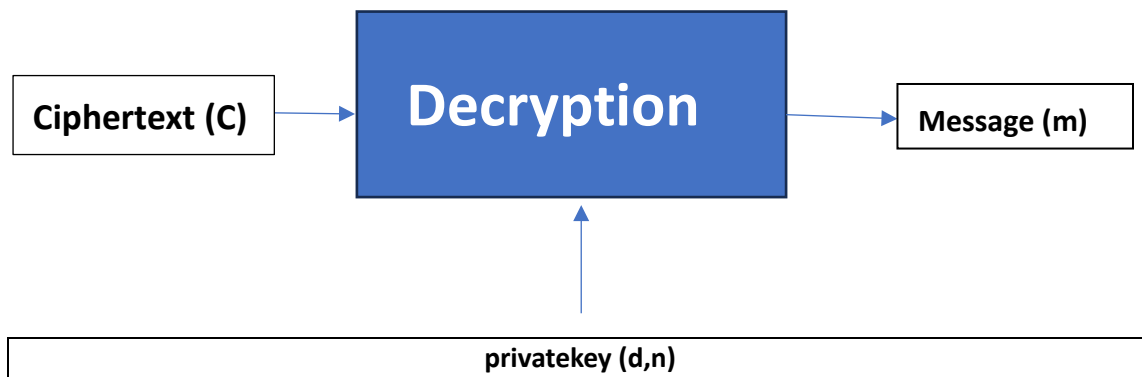 Ciphertext (C)
Decryption
Message (m)
privatekey (d,n)